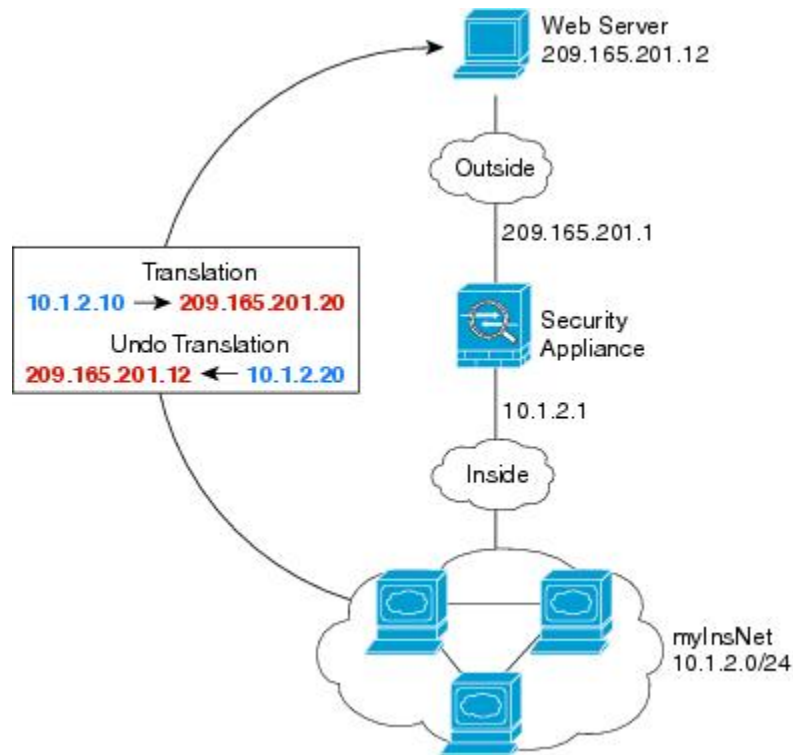 Web Server
209.165.201.12
Outside
209.165.201.1
Translation
10.1.2.10 → 209.165.201.20
Undo Translation
209.165.201.12 ← 10.1.2.20
Security
Appliance
10.1.2.1
Inside
myInsNet
10.1.2.0/24